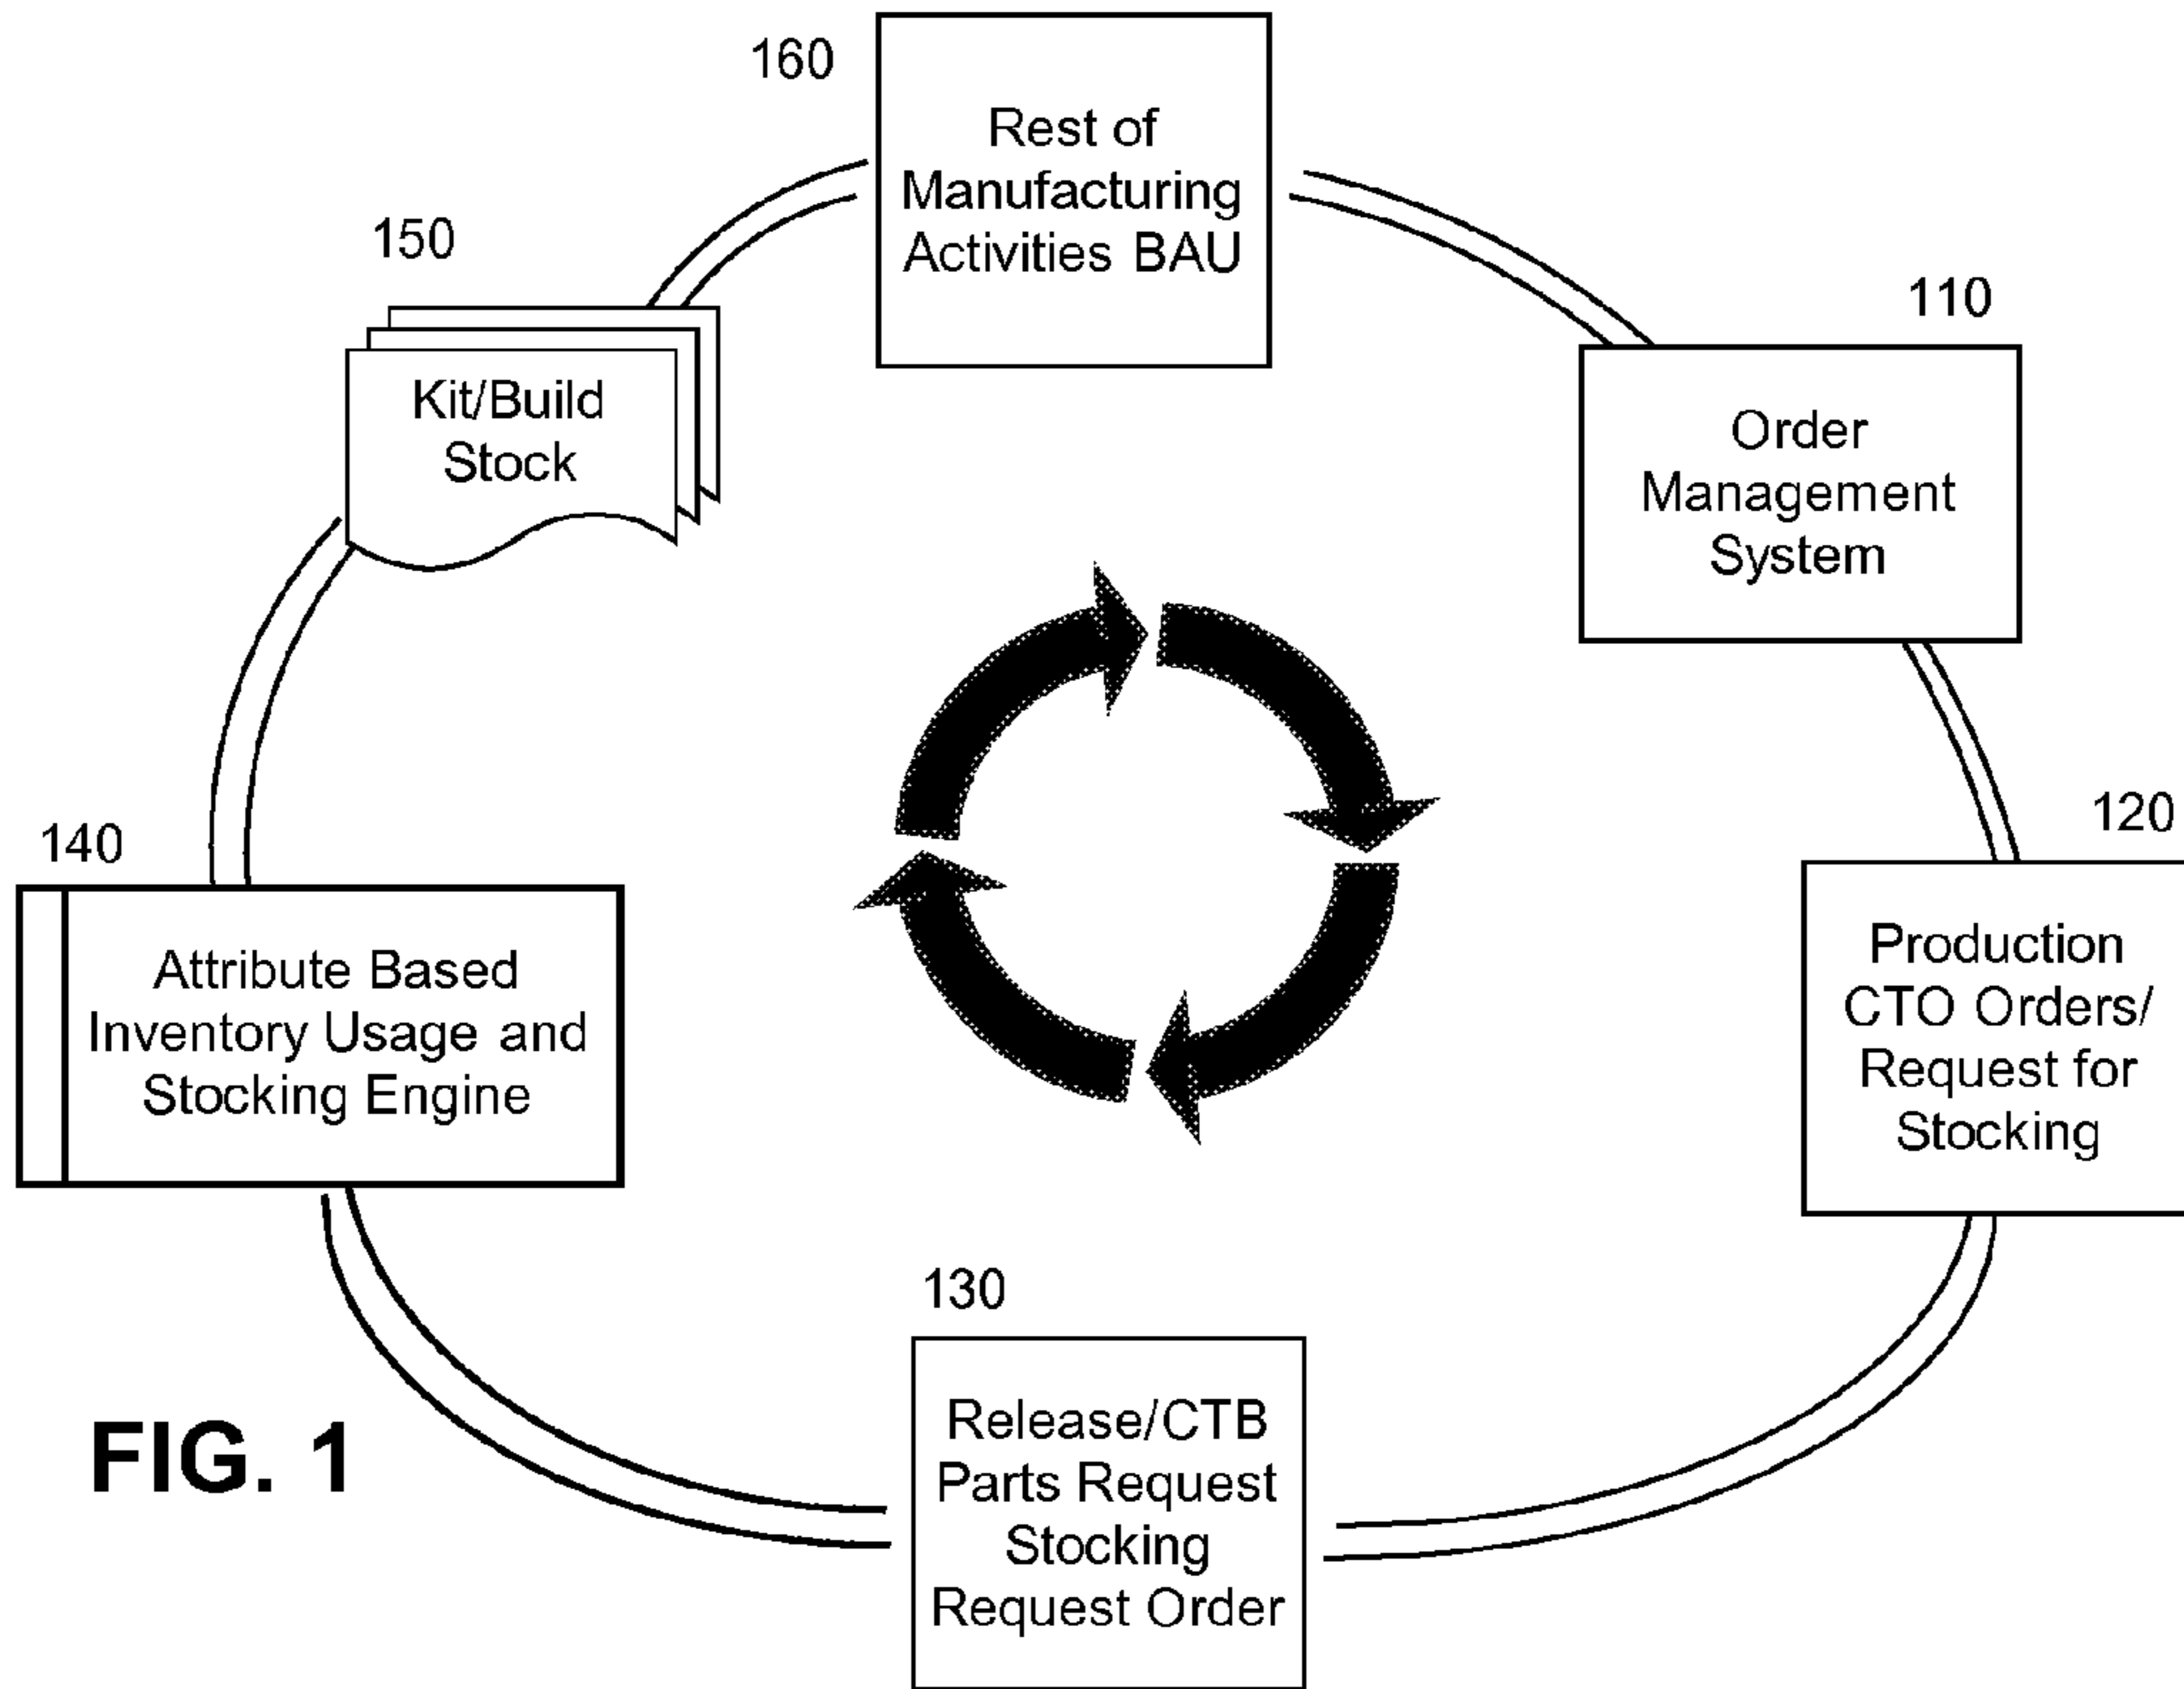 160
Rest of
Manufacturing
Activities BAU
150
Kit/Build
Stock
110
Order
Management
System
140
Attribute Based
Inventory Usage and
Stocking Engine
120
Production
CTO Orders/
Request for
Stocking
130
Release/CTB
Parts Request
Stocking
Request Order
FIG. 1